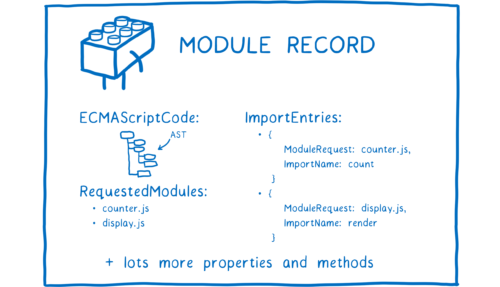 MODULE RECORD
ECMAScriptCode:
AST
RequestedModules:
• counter.js
• display.js
ImportEntries:
• {
ModuleRequest: counter.js,
ImportName: count
}
• {
ModuleRequest: display.js,
ImportName: render
}
+ lots more properties and methods